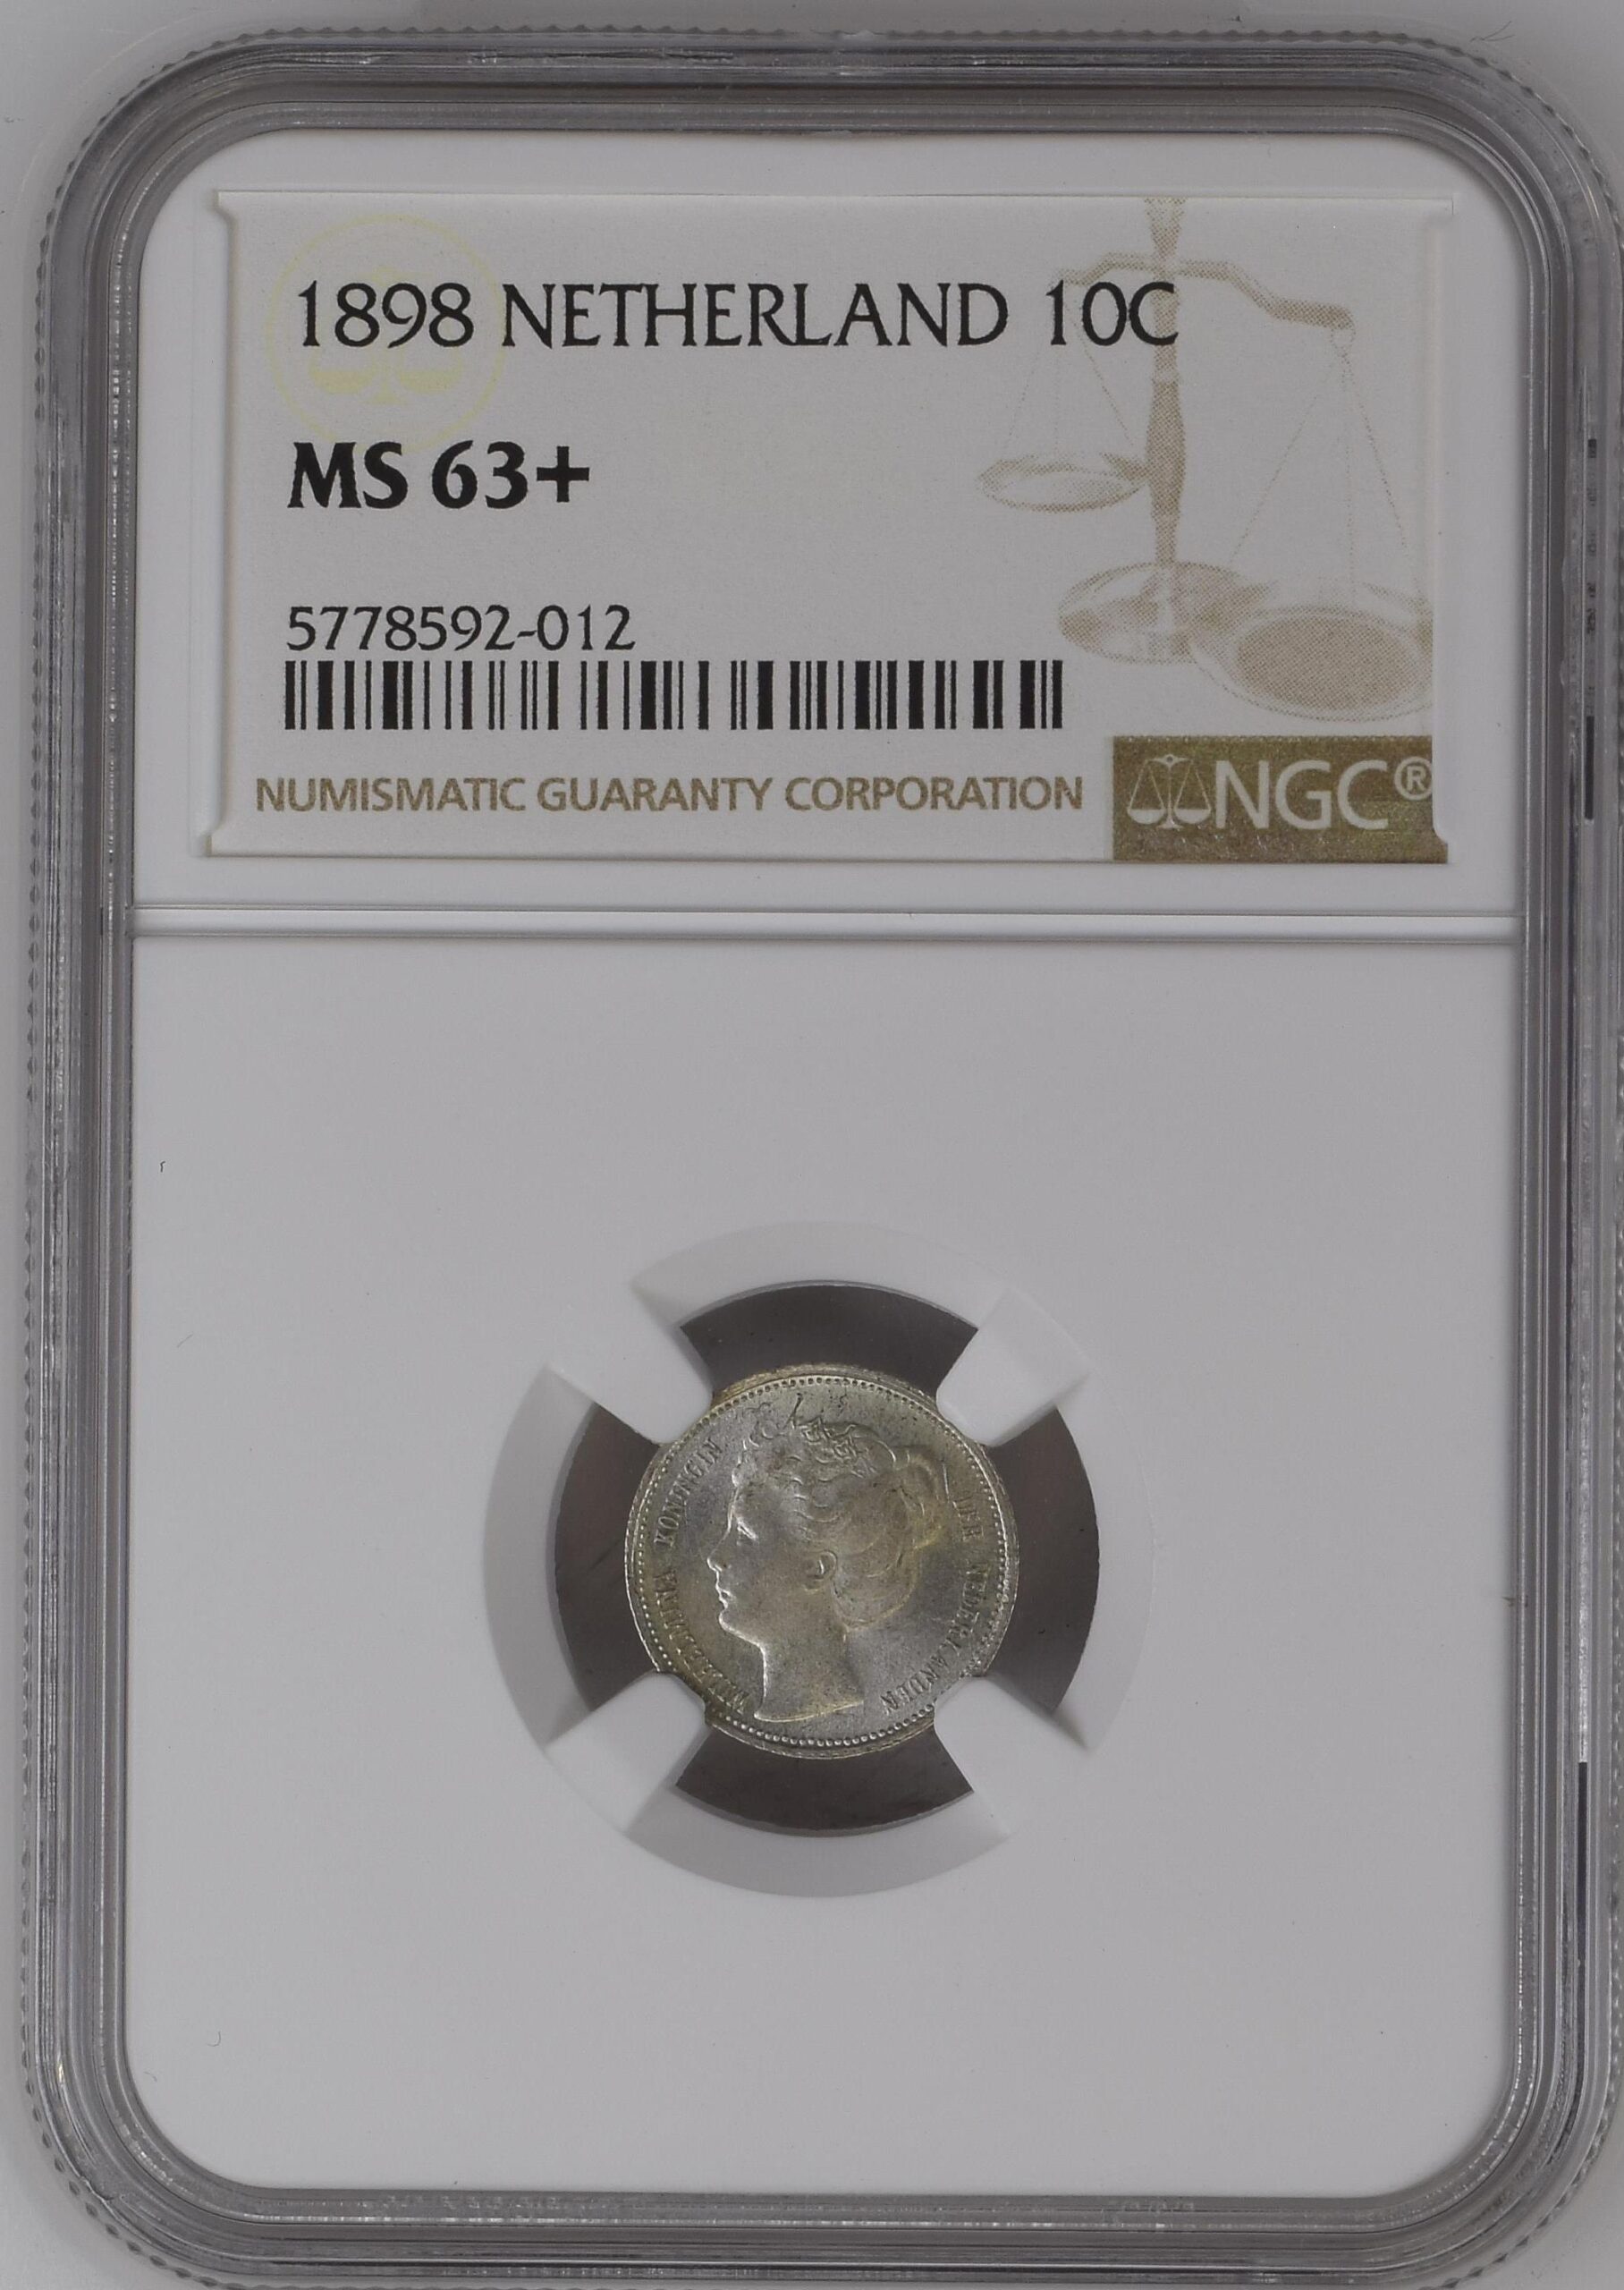 1898 NETHERLAND 10C
MS 63+
5778592-012
NUMISMATIC GUARANTY CORPORATION
NGC®
WILHELMINA KONINGIN
DER NEDERLANDEN